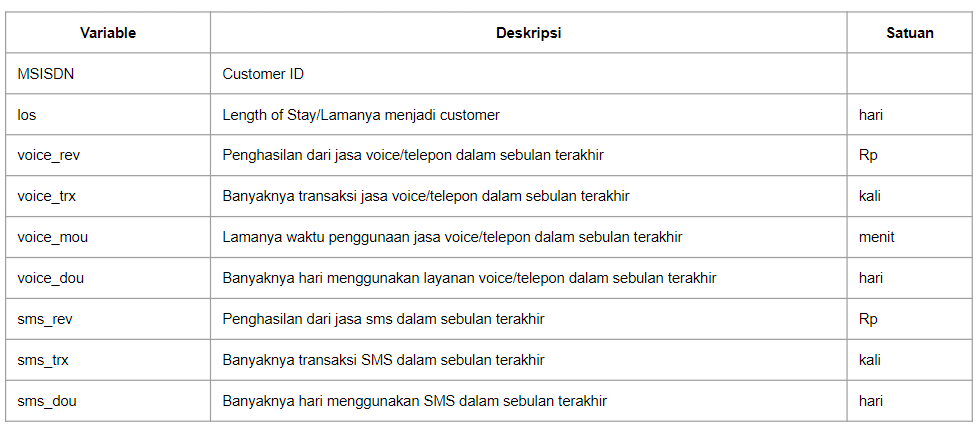 Variable Deskripsi Satuan
MSISDN Customer ID
los Length of Stay/Lamanya menjadi customer hari
voice_rev Penghasilan dari jasa voice/telepon dalam sebulan terakhir Rp
voice_trx Banyaknya transaksi jasa voice/telepon dalam sebulan terakhir kali
voice_mou Lamanya waktu penggunaan jasa voice/telepon dalam sebulan terakhir menit
voice_dou Banyaknya hari menggunakan layanan voice/telepon dalam sebulan terakhir hari
sms_rev Penghasilan dari jasa sms dalam sebulan terakhir Rp
sms_trx Banyaknya transaksi SMS dalam sebulan terakhir kali
sms_dou Banyaknya hari menggunakan SMS dalam sebulan terakhir hari